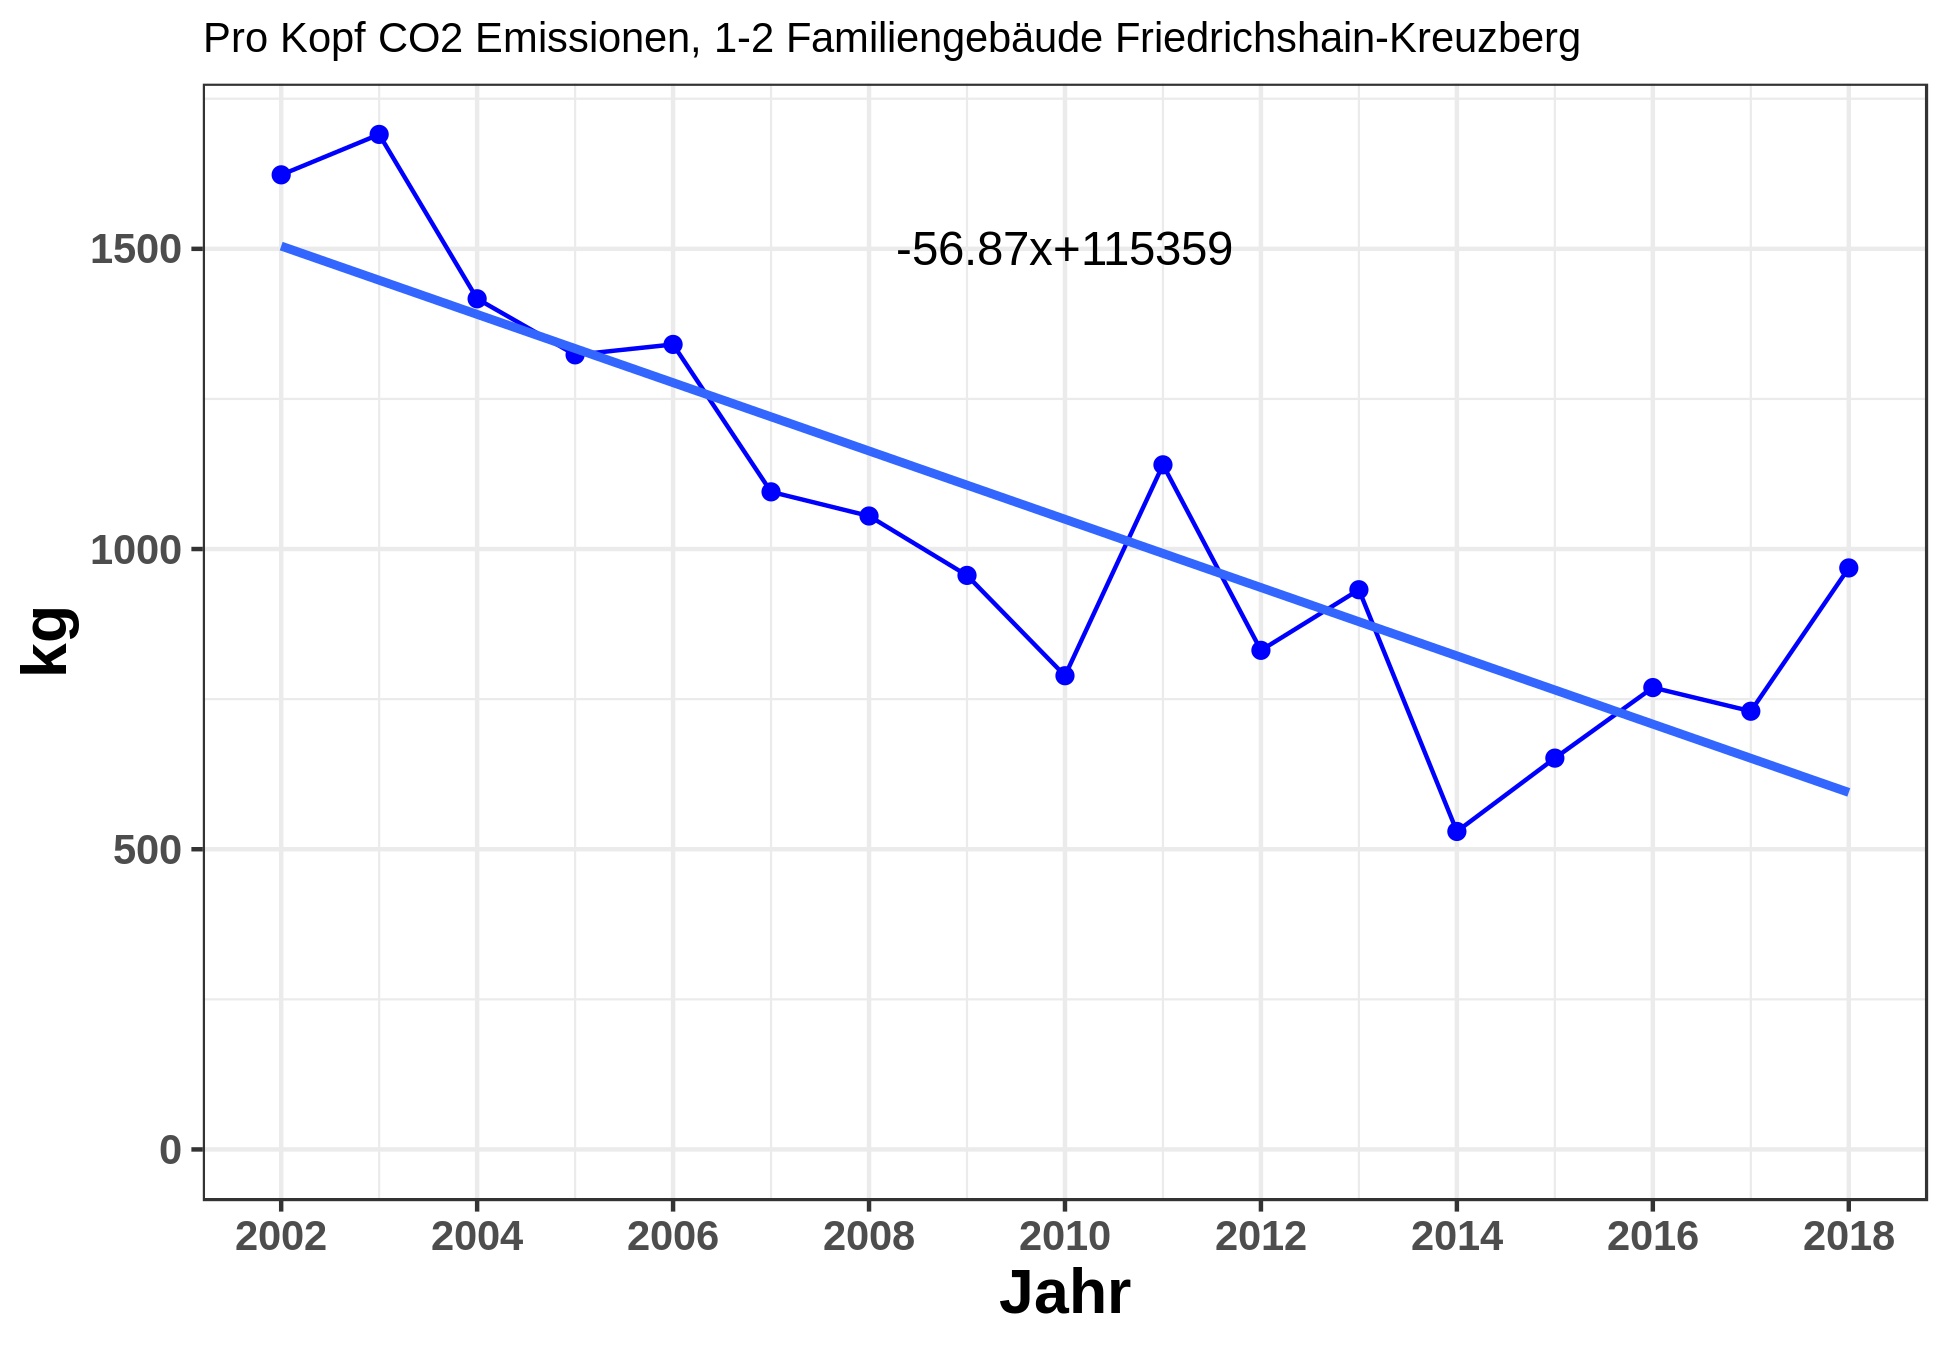 Pro Kopf CO2 Emissionen, 1-2 Familiengebäude Friedrichshain-Kreuzberg
-56.87x+115359
1500
1000
500
0
kg
2002 2004 2006 2008 2010 2012 2014 2016 2018
Jahr